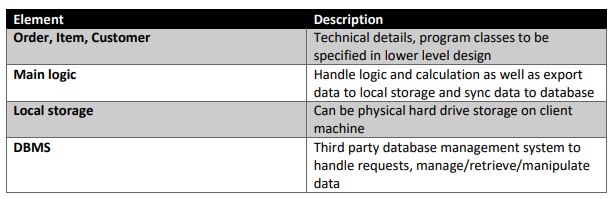 Element Description
Order, Item, Customer Technical details, program classes to be
specified in lower level design
Main logic Handle logic and calculation as well as export
data to local storage and sync data to database
Local storage Can be physical hard drive storage on client
machine
DBMS Third party database management system to
handle requests, manage/retrieve/manipulate
data